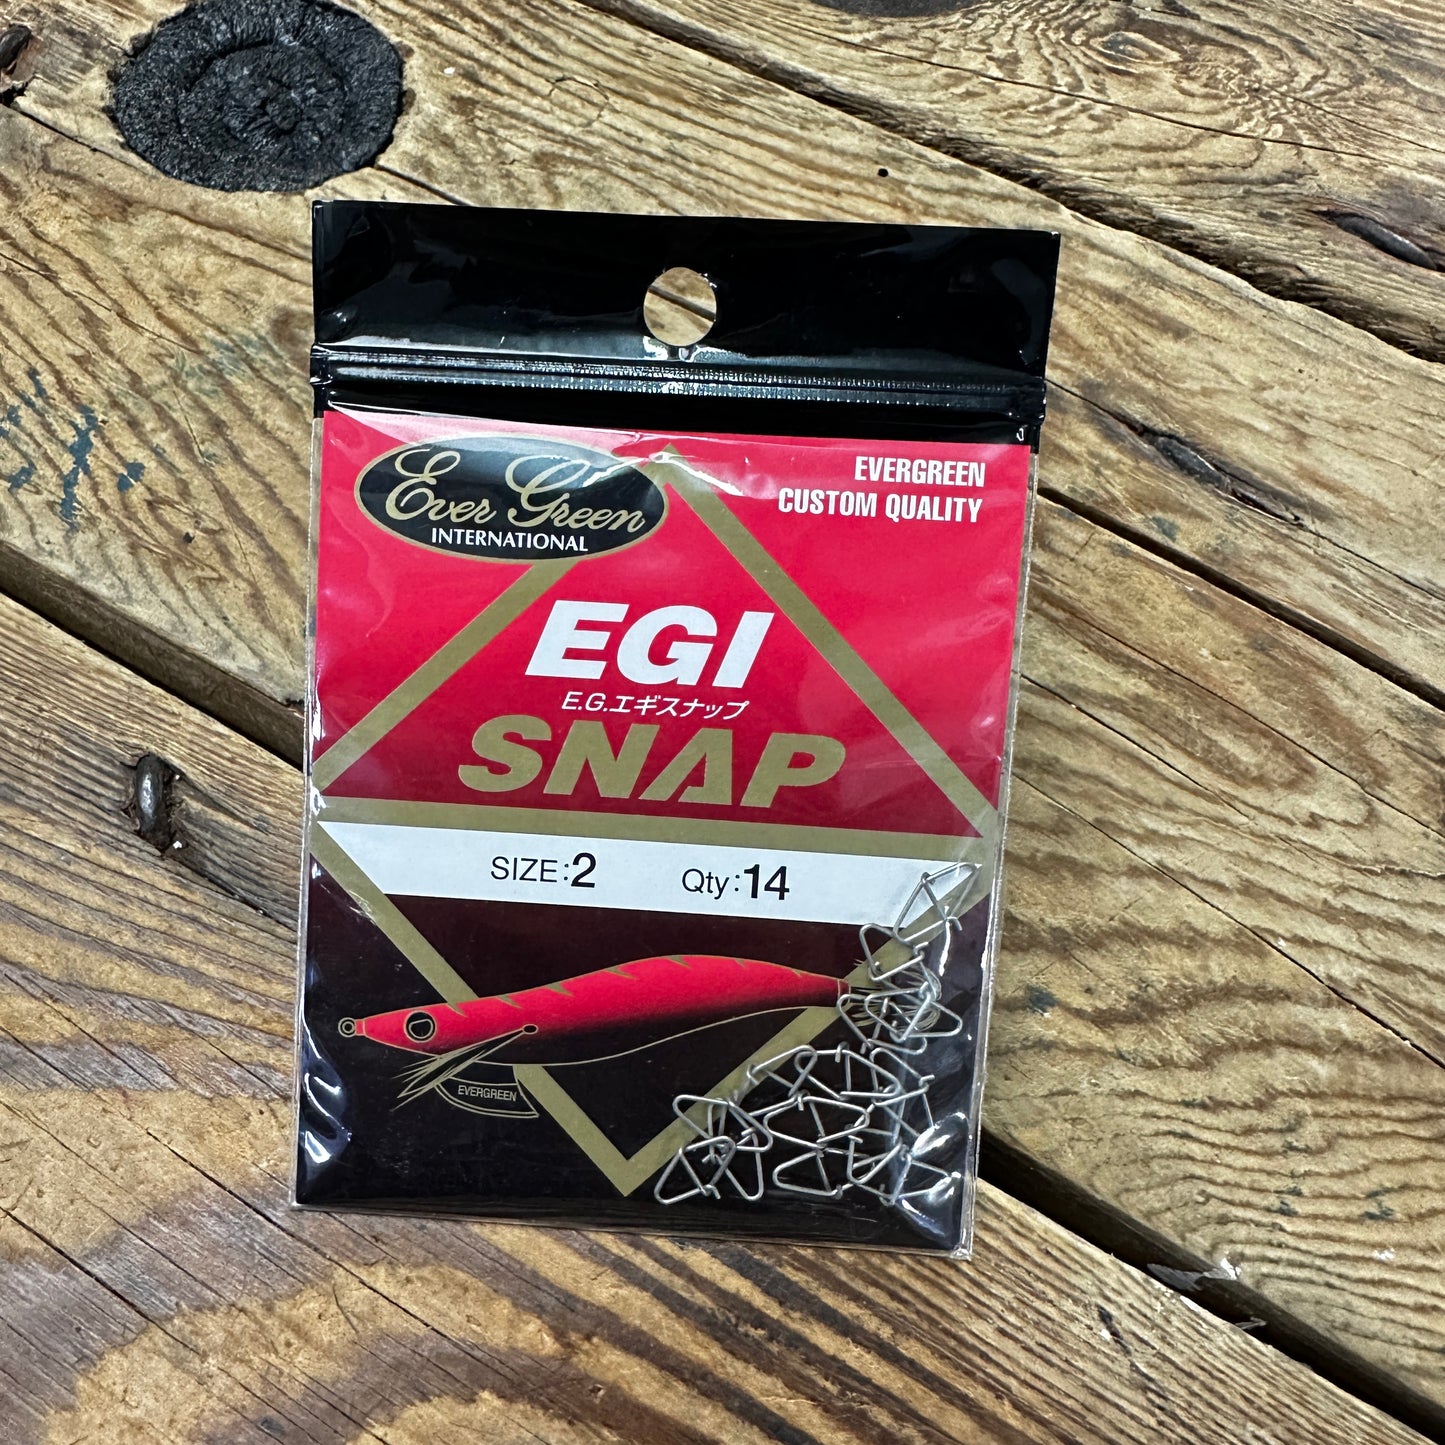 Ever Green
INTERNATIONAL
EVERGREEN
CUSTOM QUALITY
EGI
E.G.エギスナップ
SNAP
SIZE:2 Qty:14
EVERGREEN